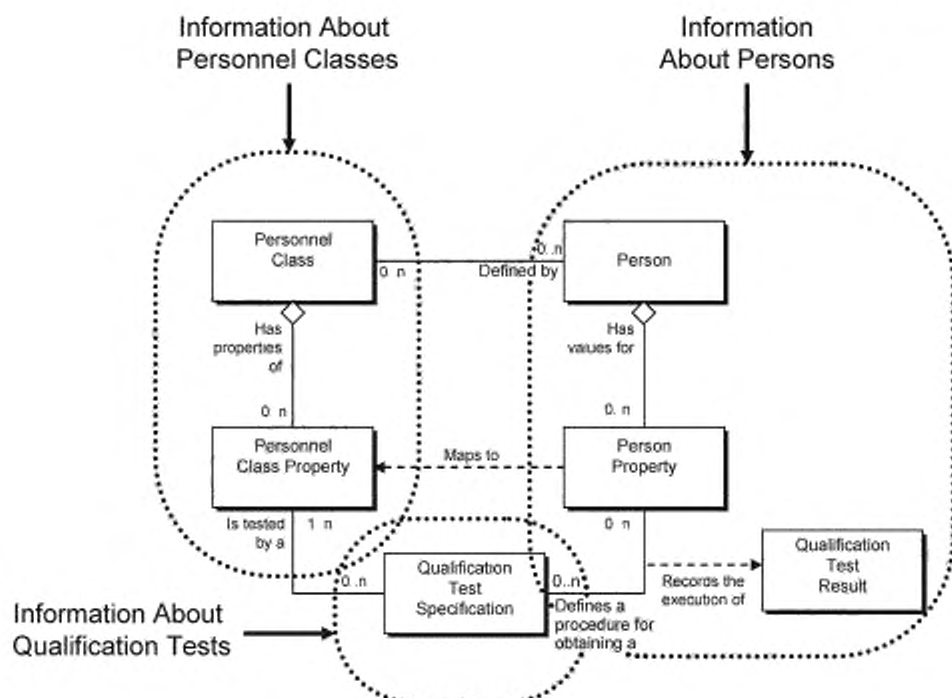 Information About
Personnel Classes
Information
About Persons
Personnel
Class
0 n
-0..n
Defined by
Person
Has
properties
of
Has
values for
0 n
0. n
Personnel
Class Property
Maps to
Person
Property
Is tested
by a
1 n
0 n
0..n
Qualification
Test
Specification
0..n
Records the
execution of
Qualification
Test
Result
Defines a
procedure for
obtaining a
Information About
Qualification Tests